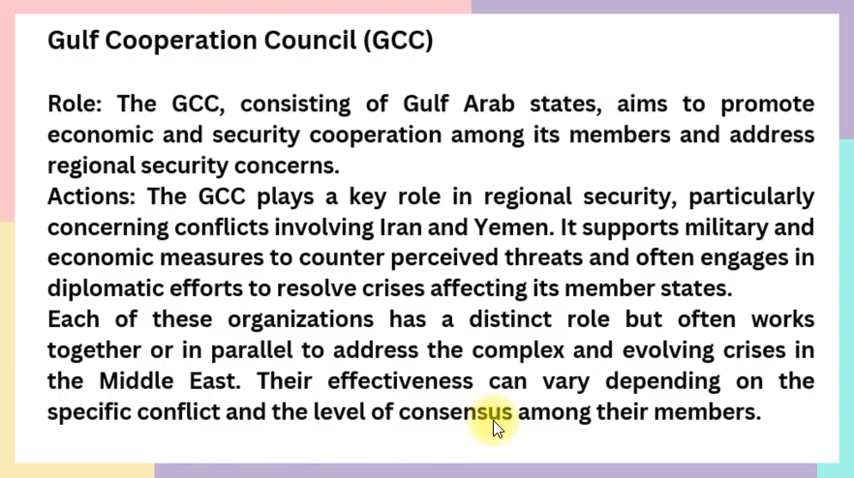 Gulf Cooperation Council (GCC)
Role: The GCC, consisting of Gulf Arab states, aims to promote
economic and security cooperation among its members and address
regional security concerns.
Actions: The GCC plays a key role in regional security, particularly
concerning conflicts involving Iran and Yemen. It supports military and
economic measures to counter perceived threats and often engages in
diplomatic efforts to resolve crises affecting its member states.
Each of these organizations has a distinct role but often works
together or in parallel to address the complex and evolving crises in
the Middle East. Their effectiveness can vary depending on the
specific conflict and the level of consensus among their members.